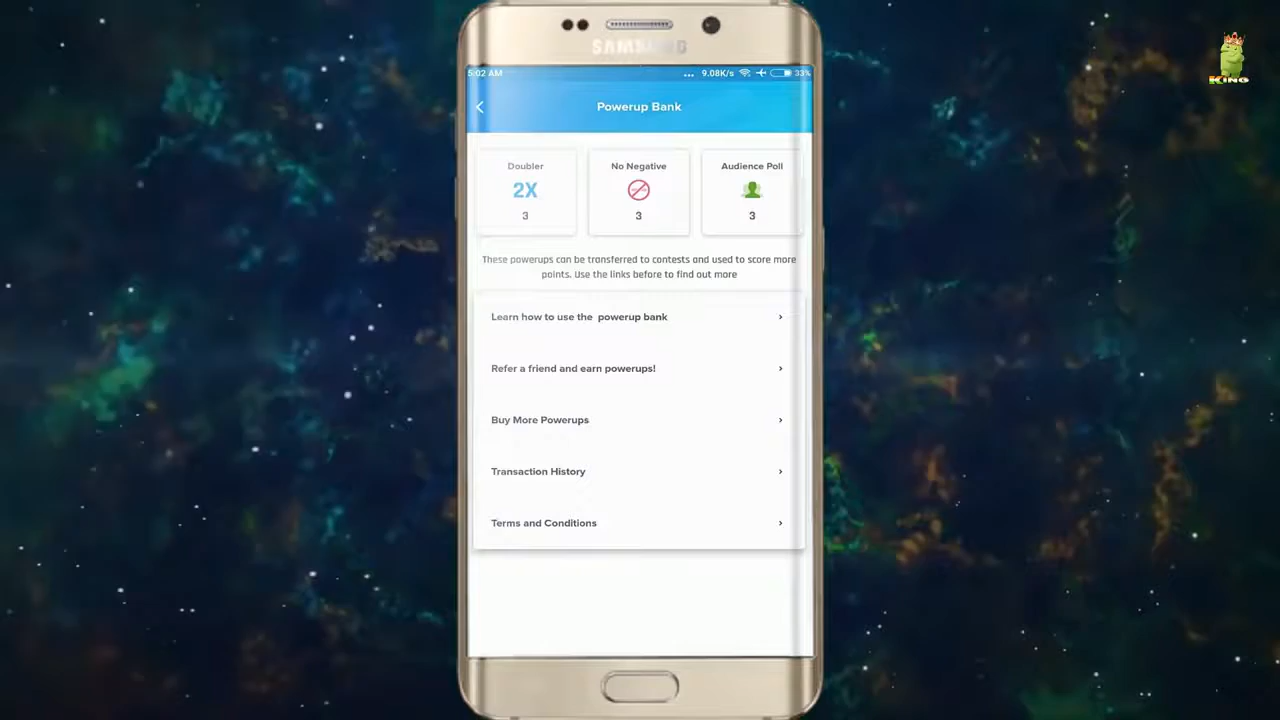 SAMSUNG
5:02 AM
... 9.08K/s 33%
Powerup Bank
Doubler
2X
3
No Negative
3
Audience Poll
3
These powerups can be transferred to contests and used to score more
points. Use the links before to find out more
Learn how to use the powerup bank
Refer a friend and earn powerups!
Buy More Powerups
Transaction History
Terms and Conditions
KING